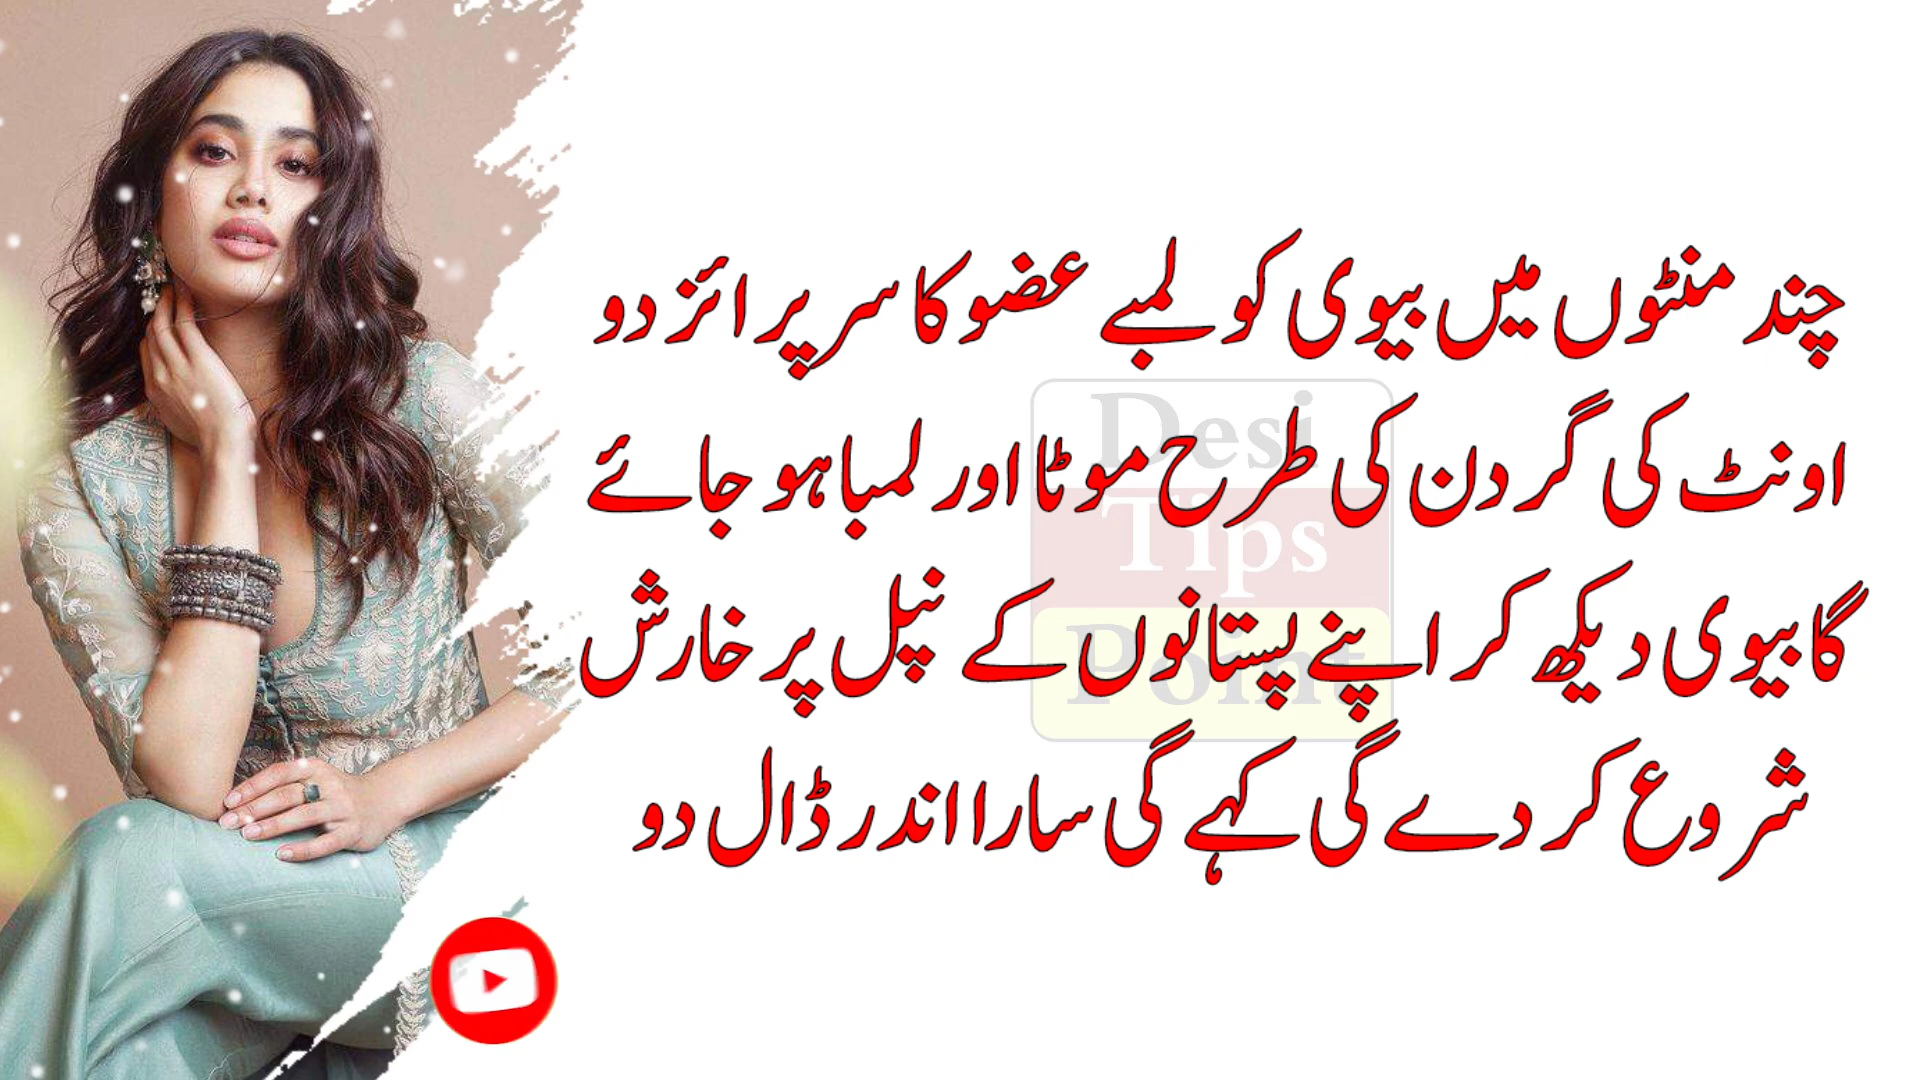 چند منٹوں میں بیوی کو لمبے عضو کا سرپرائز دو
اونٹ کی گردن کی طرح موٹا اور لمبا ہو جائے
گا بیوی دیکھ کر اپنے پستانوں کے نپل پر خارش
شروع کر دے گی کہے گی سارا اندر ڈال دو
Desi
Tips
Point